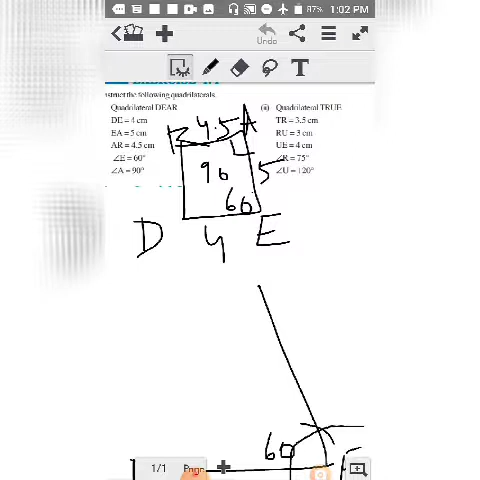 87% 1:02 PM
Undo
T
nstruct the following quadrilaterals.
Quadrilateral DEAR
DE = 4 cm
EA = 5 cm
AR = 4.5 cm
∠E = 60°
∠A = 90°
(ii) Quadrilateral TRUE
TR = 3.5 cm
RU = 3 cm
UE = 4 cm
∠R = 75°
∠U = 120°
R 4.5 A
90 5
60
D 4 E
60
E
1/1 Page